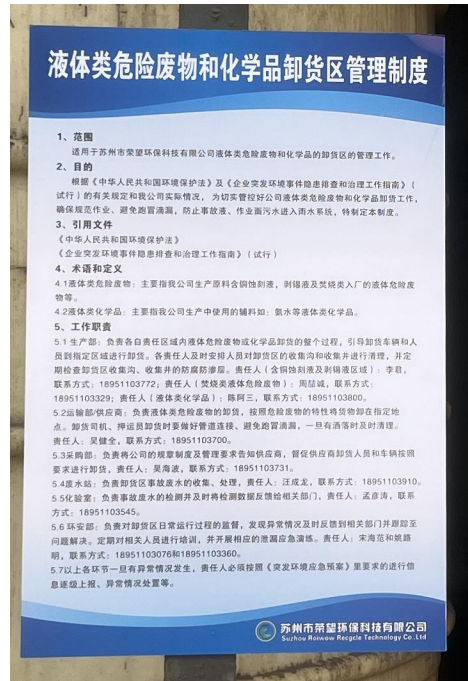 液体类危险废物和化学品卸货区管理制度
1、范围
适用于苏州市荣望环保科技有限公司液体类危险废物和化学品的卸货区的管理工作。
2、目的
根据《中华人民共和国环境保护法》及《企业突发环境事件隐患排查和治理工作指南》(
试行)的有关规定和我公司实际情况，为切实管控好公司液体类危险废物和化学品卸货工作，
确保规范作业、避免跑冒滴漏，防止事故液、作业面污水进入雨水系统，特制定本制度。
3、引用文件
《中华人民共和国环境保护法》
《企业突发环境事件隐患排查和治理工作指南》(试行)
4、术语和定义
4.1液体类危险废物：主要指我公司生产原料含铜蚀刻液，剥锡液及焚烧类入厂的液体危险废
物等。
4.2液体类化学品：主要指我公司生产中使用的辅料如：氨水等液体类化学品。
5、工作职责
5.1 生产部：负责各自责任区域内液体危险废物或化学品卸货的整个过程，引导卸货车辆和人
员到指定区域进行卸货。各责任人及时安排人员对卸货区的收集沟和收集井进行清理，并定
期检查卸货区收集沟、收集井的防腐防渗层。责任人(含铜蚀刻液及剥锡液区域)：李君，
联系方式：18951103772；责任人(焚烧类液体危险废物)：周喆诚，联系方式：
18951103329；责任人(液体类化学品)：陈阿三，联系方式：18951103800。
5.2运输部/供应商：负责液体类危险废物的卸货，按照危险废物的特性将货物卸在指定地
点。卸货司机、押运员卸货时要做好管道连接、避免跑冒滴漏，一旦有洒落时及时清理。
责任人：吴健全，联系方式：18951103700。
5.3采购部：负责将公司的规章制度及管理要求告知供应商，督促供应商卸货人员和车辆按照
要求进行卸货，责任人：吴海波，联系方式：18951103731。
5.4废水站：负责卸货区事故废水的收集、处理，责任人：汪成龙，联系方式：18951103910。
5.5化验室：负责事故废水的检测并及时将检测数据反馈给相关部门，责任人：孟彦涛，联系
方式：18951103545。
5.6 环安部：负责对卸货区日常运行过程的监督，发现异常情况及时反馈到相关部门并跟踪至
问题解决。定期对相关人员进行培训，并开展相应的泄漏应急演练。责任人：宋海范和姚路
明，联系方式：18951103076和18951103360。
5.7以上各环节一旦有异常情况发生，责任人必须按照《突发环境应急预案》里要求的进行信
息逐级上报、异常情况处置等。
苏州市荣望环保科技有限公司
Suzhou Roiwow Recycle Technology Co.,Ltd